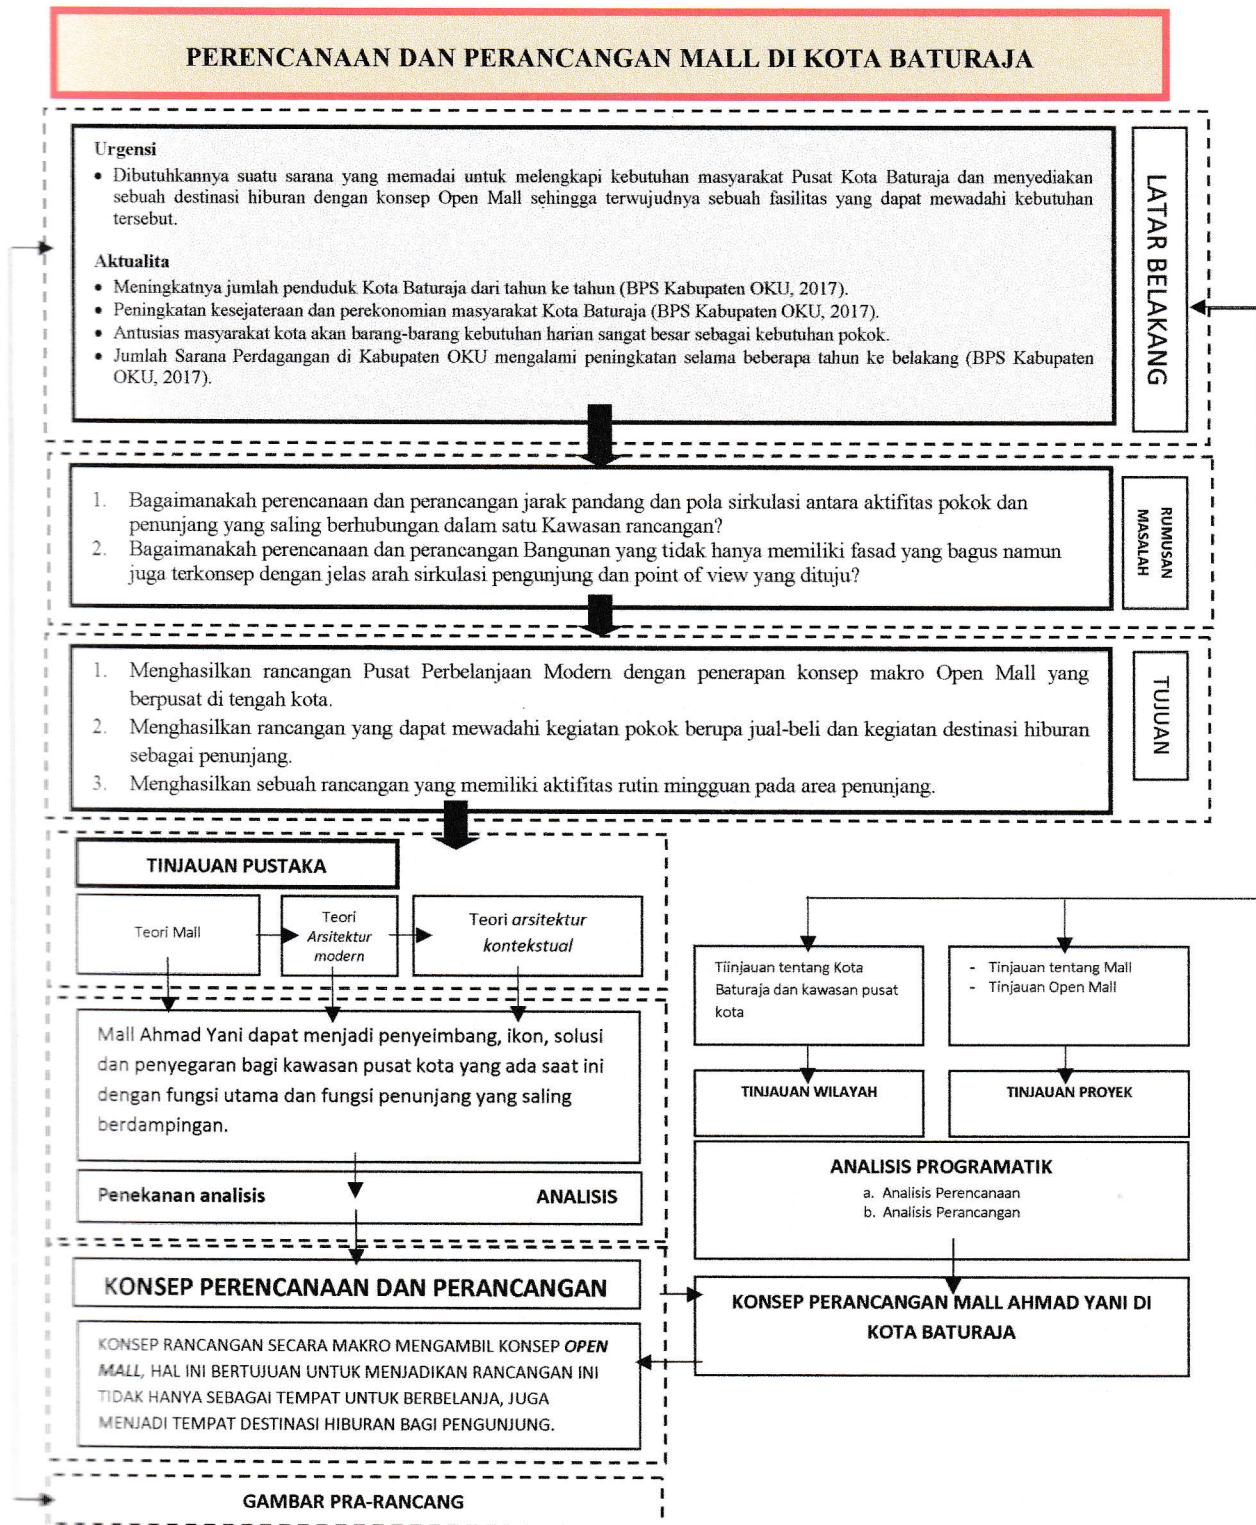 PERENCANAAN DAN PERANCANGAN MALL DI KOTA BATURAJA
Urgensi
• Dibutuhkannya suatu sarana yang memadai untuk melengkapi kebutuhan masyarakat Pusat Kota Baturaja dan menyediakan
sebuah destinasi hiburan dengan konsep Open Mall sehingga terwujudnya sebuah fasilitas yang dapat mewadahi kebutuhan
tersebut.
Aktualita
• Meningkatnya jumlah penduduk Kota Baturaja dari tahun ke tahun (BPS Kabupaten OKU, 2017).
• Peningkatan kesejateraan dan perekonomian masyarakat Kota Baturaja (BPS Kabupaten OKU, 2017).
• Antusias masyarakat kota akan barang-barang kebutuhan harian sangat besar sebagai kebutuhan pokok.
• Jumlah Sarana Perdagangan di Kabupaten OKU mengalami peningkatan selama beberapa tahun ke belakang (BPS Kabupaten
OKU, 2017).
LATAR BELAKANG
1. Bagaimanakah perencanaan dan perancangan jarak pandang dan pola sirkulasi antara aktifitas pokok dan
penunjang yang saling berhubungan dalam satu Kawasan rancangan?
2. Bagaimanakah perencanaan dan perancangan Bangunan yang tidak hanya memiliki fasad yang bagus namun
juga terkonsep dengan jelas arah sirkulasi pengunjung dan point of view yang dituju?
RUMUSAN
MASALAH
1. Menghasilkan rancangan Pusat Perbelanjaan Modern dengan penerapan konsep makro Open Mall yang
berpusat di tengah kota.
2. Menghasilkan rancangan yang dapat mewadahi kegiatan pokok berupa jual-beli dan kegiatan destinasi hiburan
sebagai penunjang.
3. Menghasilkan sebuah rancangan yang memiliki aktifitas rutin mingguan pada area penunjang.
TUJUAN
TINJAUAN PUSTAKA
Teori Mall
Teori
Arsitektur
modern
Teori arsitektur
kontekstual
Mall Ahmad Yani dapat menjadi penyeimbang, ikon, solusi
dan penyegaran bagi kawasan pusat kota yang ada saat ini
dengan fungsi utama dan fungsi penunjang yang saling
berdampingan.
Penekanan analisis ANALISIS
Tiinjauan tentang Kota
Baturaja dan kawasan pusat
kota
- Tinjauan tentang Mall
- Tinjauan Open Mall
TINJAUAN WILAYAH
TINJAUAN PROYEK
ANALISIS PROGRAMATIK
a. Analisis Perencanaan
b. Analisis Perancangan
KONSEP PERENCANAAN DAN PERANCANGAN
KONSEP RANCANGAN SECARA MAKRO MENGAMBIL KONSEP OPEN
MALL, HAL INI BERTUJUAN UNTUK MENJADIKAN RANCANGAN INI
TIDAK HANYA SEBAGAI TEMPAT UNTUK BERBELANJA, JUGA
MENJADI TEMPAT DESTINASI HIBURAN BAGI PENGUNJUNG.
KONSEP PERANCANGAN MALL AHMAD YANI DI
KOTA BATURAJA
GAMBAR PRA-RANCANG